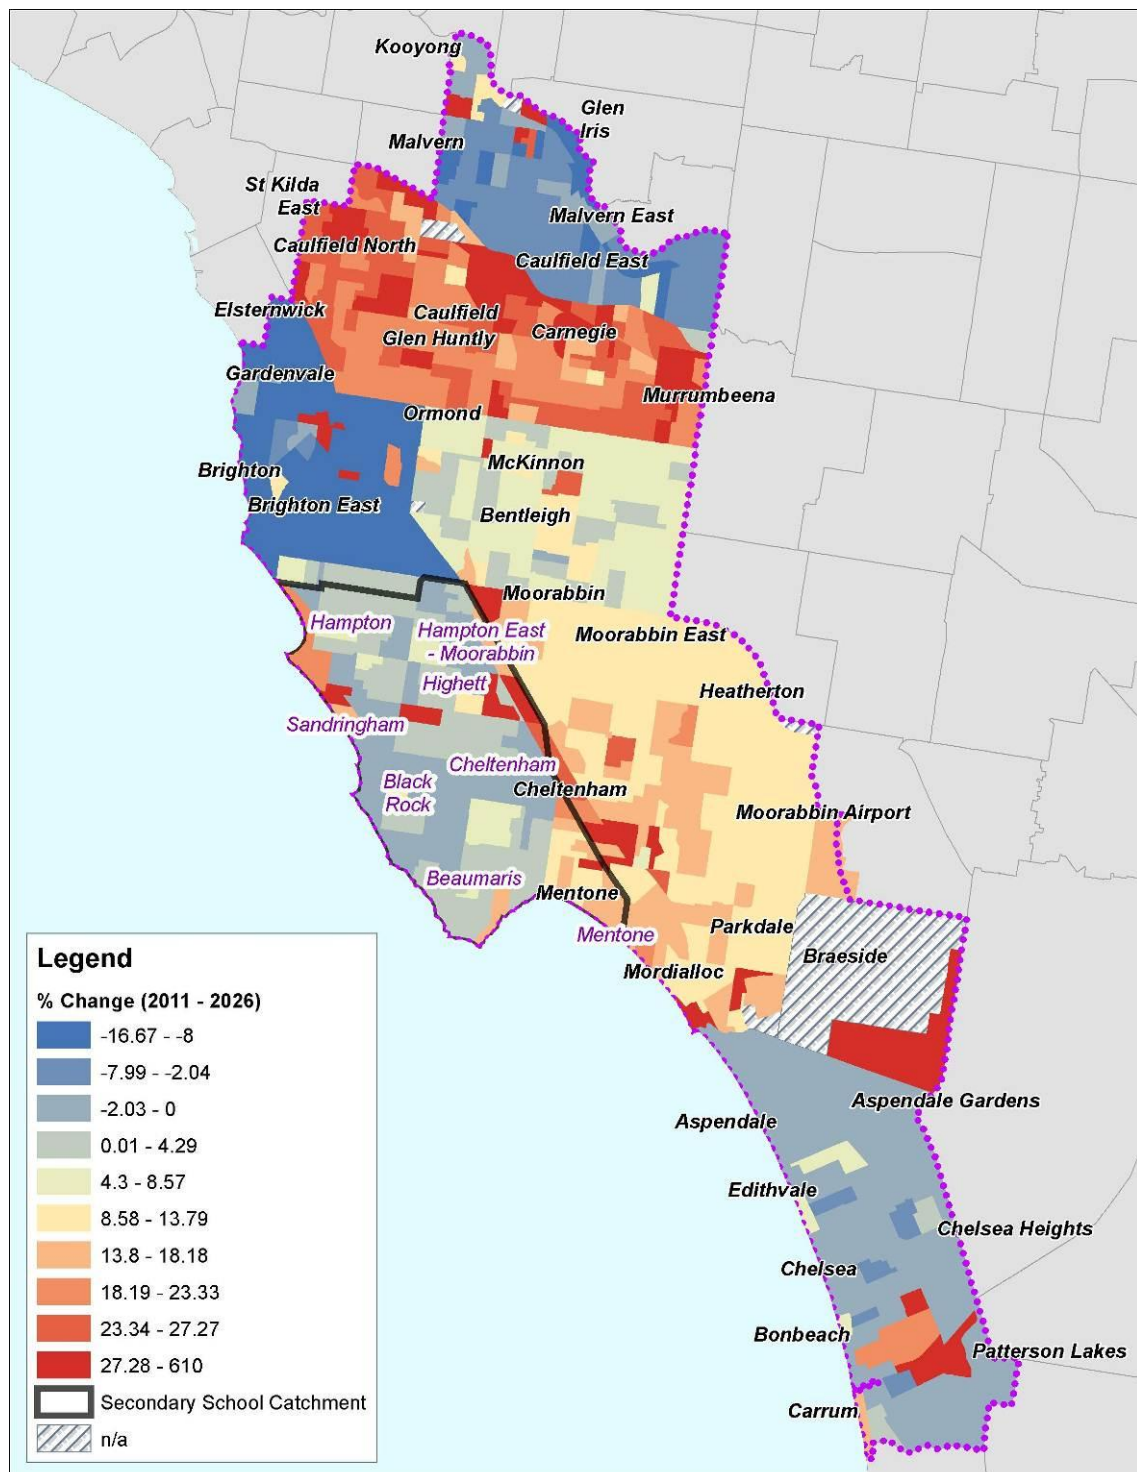 Kooyong
Glen
Iris
Malvern
St Kilda
East
Malvern East
Caulfield North
Caulfield East
Elsternwick
Caulfield
Glen Huntly
Carnegie
Gardenvale
Murrumbeena
Ormond
McKinnon
Brighton
Brighton East
Bentleigh
Moorabbin
Hampton
Hampton East
- Moorabbin
Moorabbin East
Highett
Heatherton
Sandringham
Cheltenham
Black
Rock
Cheltenham
Moorabbin Airport
Beaumaris
Mentone
Mentone
Parkdale
Braeside
Mordialloc
Aspendale Gardens
Aspendale
Edithvale
Chelsea Heights
Chelsea
Bonbeach
Patterson Lakes
Carrum
Legend
% Change (2011 - 2026)
-16.67 - -8
-7.99 - -2.04
-2.03 - 0
0.01 - 4.29
4.3 - 8.57
8.58 - 13.79
13.8 - 18.18
18.19 - 23.33
23.34 - 27.27
27.28 - 610
Secondary School Catchment
n/a